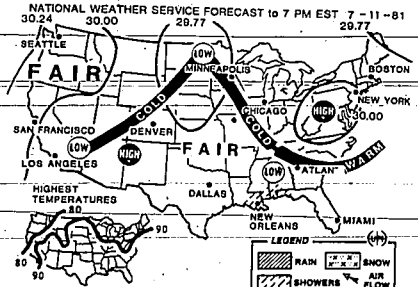 NATIONAL WEATHER SERVICE FORECAST to 7 PM EST 7-11-81
30.24 30.00 29.77 29.77
SEATTLE
LOW
MINNEAPOLIS
BOSTON
FAIR
COLD
CHICAGO
NEW YORK
HIGH
30.00
SAN FRANCISCO
DENVER
COLD
LOW
HIGH
FAIR
WARM
LOS ANGELES
LOW
ATLANT
HIGHEST
TEMPERATURES
DALLAS
80
NEW
ORLEANS
MIAMI
90
80
90
LEGEND
UPI
RAIN
SNOW
SHOWERS
AIR
FLOW